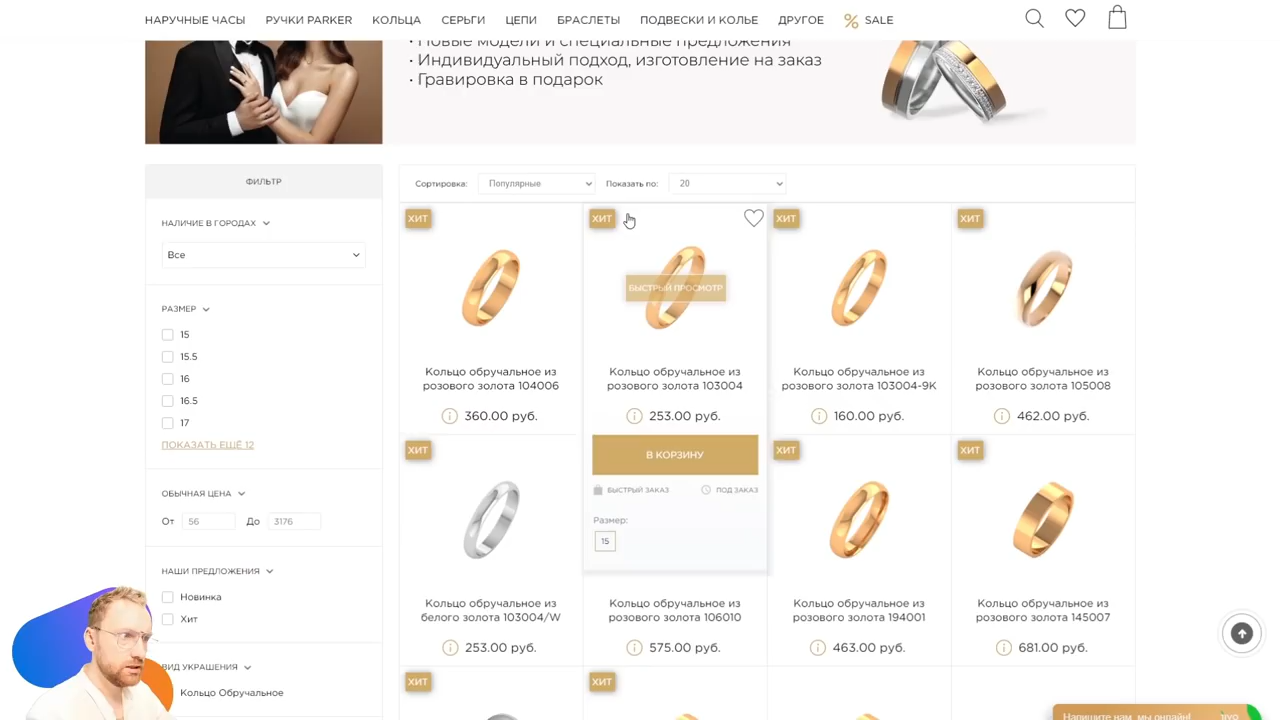 НАРУЧНЫЕ ЧАСЫ РУЧКИ PARKER КОЛЬЦА СЕРЬГИ ЦЕПИ БРАСЛЕТЫ ПОДВЕСКИ И КОЛЬЕ ДРУГОЕ % SALE
· Новые модели и специальные предложения
· Индивидуальный подход, изготовление на заказ
· Гравировка в подарок
ФИЛЬТР
НАЛИЧИЕ В ГОРОДАХ
Все
РАЗМЕР
15
15.5
16
16.5
17
ПОКАЗАТЬ ЕЩЁ 12
ОБЫЧНАЯ ЦЕНА
От 56 До 3176
НАШИ ПРЕДЛОЖЕНИЯ
Новинка
Хит
ВИД УКРАШЕНИЯ
Кольцо Обручальное
Сортировка: Популярные Показать по: 20
ХИТ ХИТ ХИТ ХИТ
БЫСТРЫЙ ПРОСМОТР
Кольцо обручальное из
розового золота 104006
360.00 руб.
Кольцо обручальное из
розового золота 103004
253.00 руб.
В КОРЗИНУ
БЫСТРЫЙ ЗАКАЗ ПОД ЗАКАЗ
Размер:
15
Кольцо обручальное из
розового золота 103004-9K
160.00 руб.
Кольцо обручальное из
розового золота 105008
462.00 руб.
ХИТ ХИТ ХИТ
Кольцо обручальное из
белого золота 103004/W
253.00 руб.
Кольцо обручальное из
розового золота 106010
575.00 руб.
Кольцо обручальное из
розового золота 194001
463.00 руб.
Кольцо обручальное из
розового золота 145007
681.00 руб.
ХИТ ХИТ
Напишите нам, мы онлайн! jivo